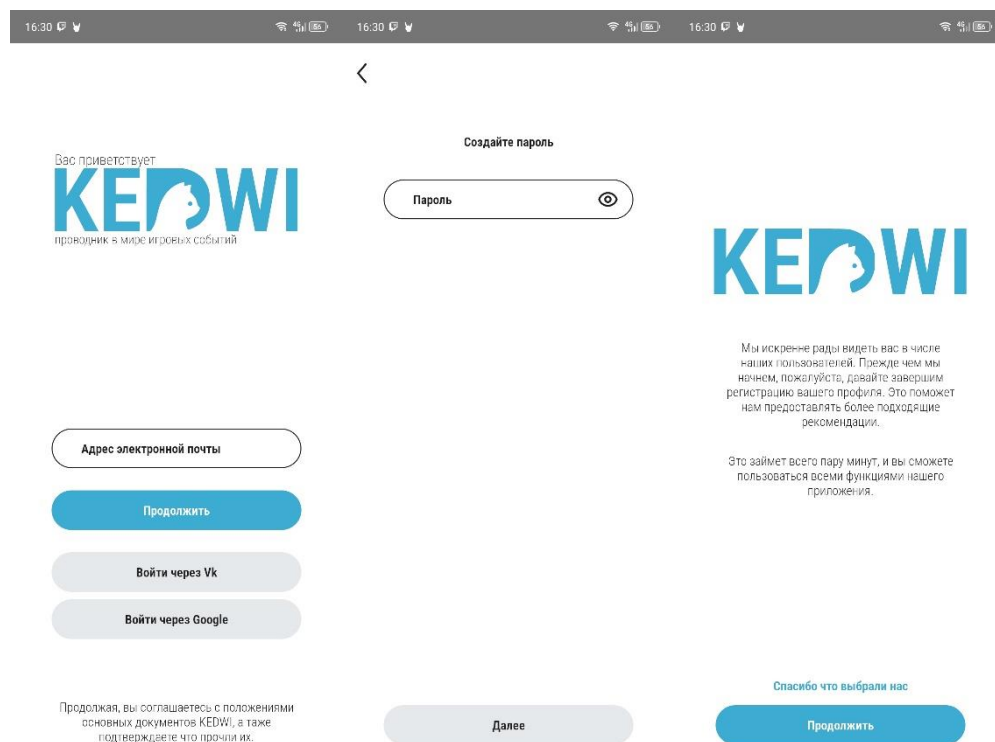 16:30
56
Вас приветствует
KEDWI
проводник в мире игровых событий
Адрес электронной почты
Продолжить
Войти через Vk
Войти через Google
Продолжая, вы соглашаетесь с положениями
основных документов KEDWI, а таже
подтверждаете что прочли их.
16:30
56
Создайте пароль
Пароль
Далее
16:30
56
KEDWI
Мы искренне рады видеть вас в числе
наших пользователей. Прежде чем мы
начнем, пожалуйста, давайте завершим
регистрацию вашего профиля. Это поможет
нам предоставлять более подходящие
рекомендации.
Это займет всего пару минут, и вы сможете
пользоваться всеми функциями нашего
приложения.
Спасибо что выбрали нас
Продолжить